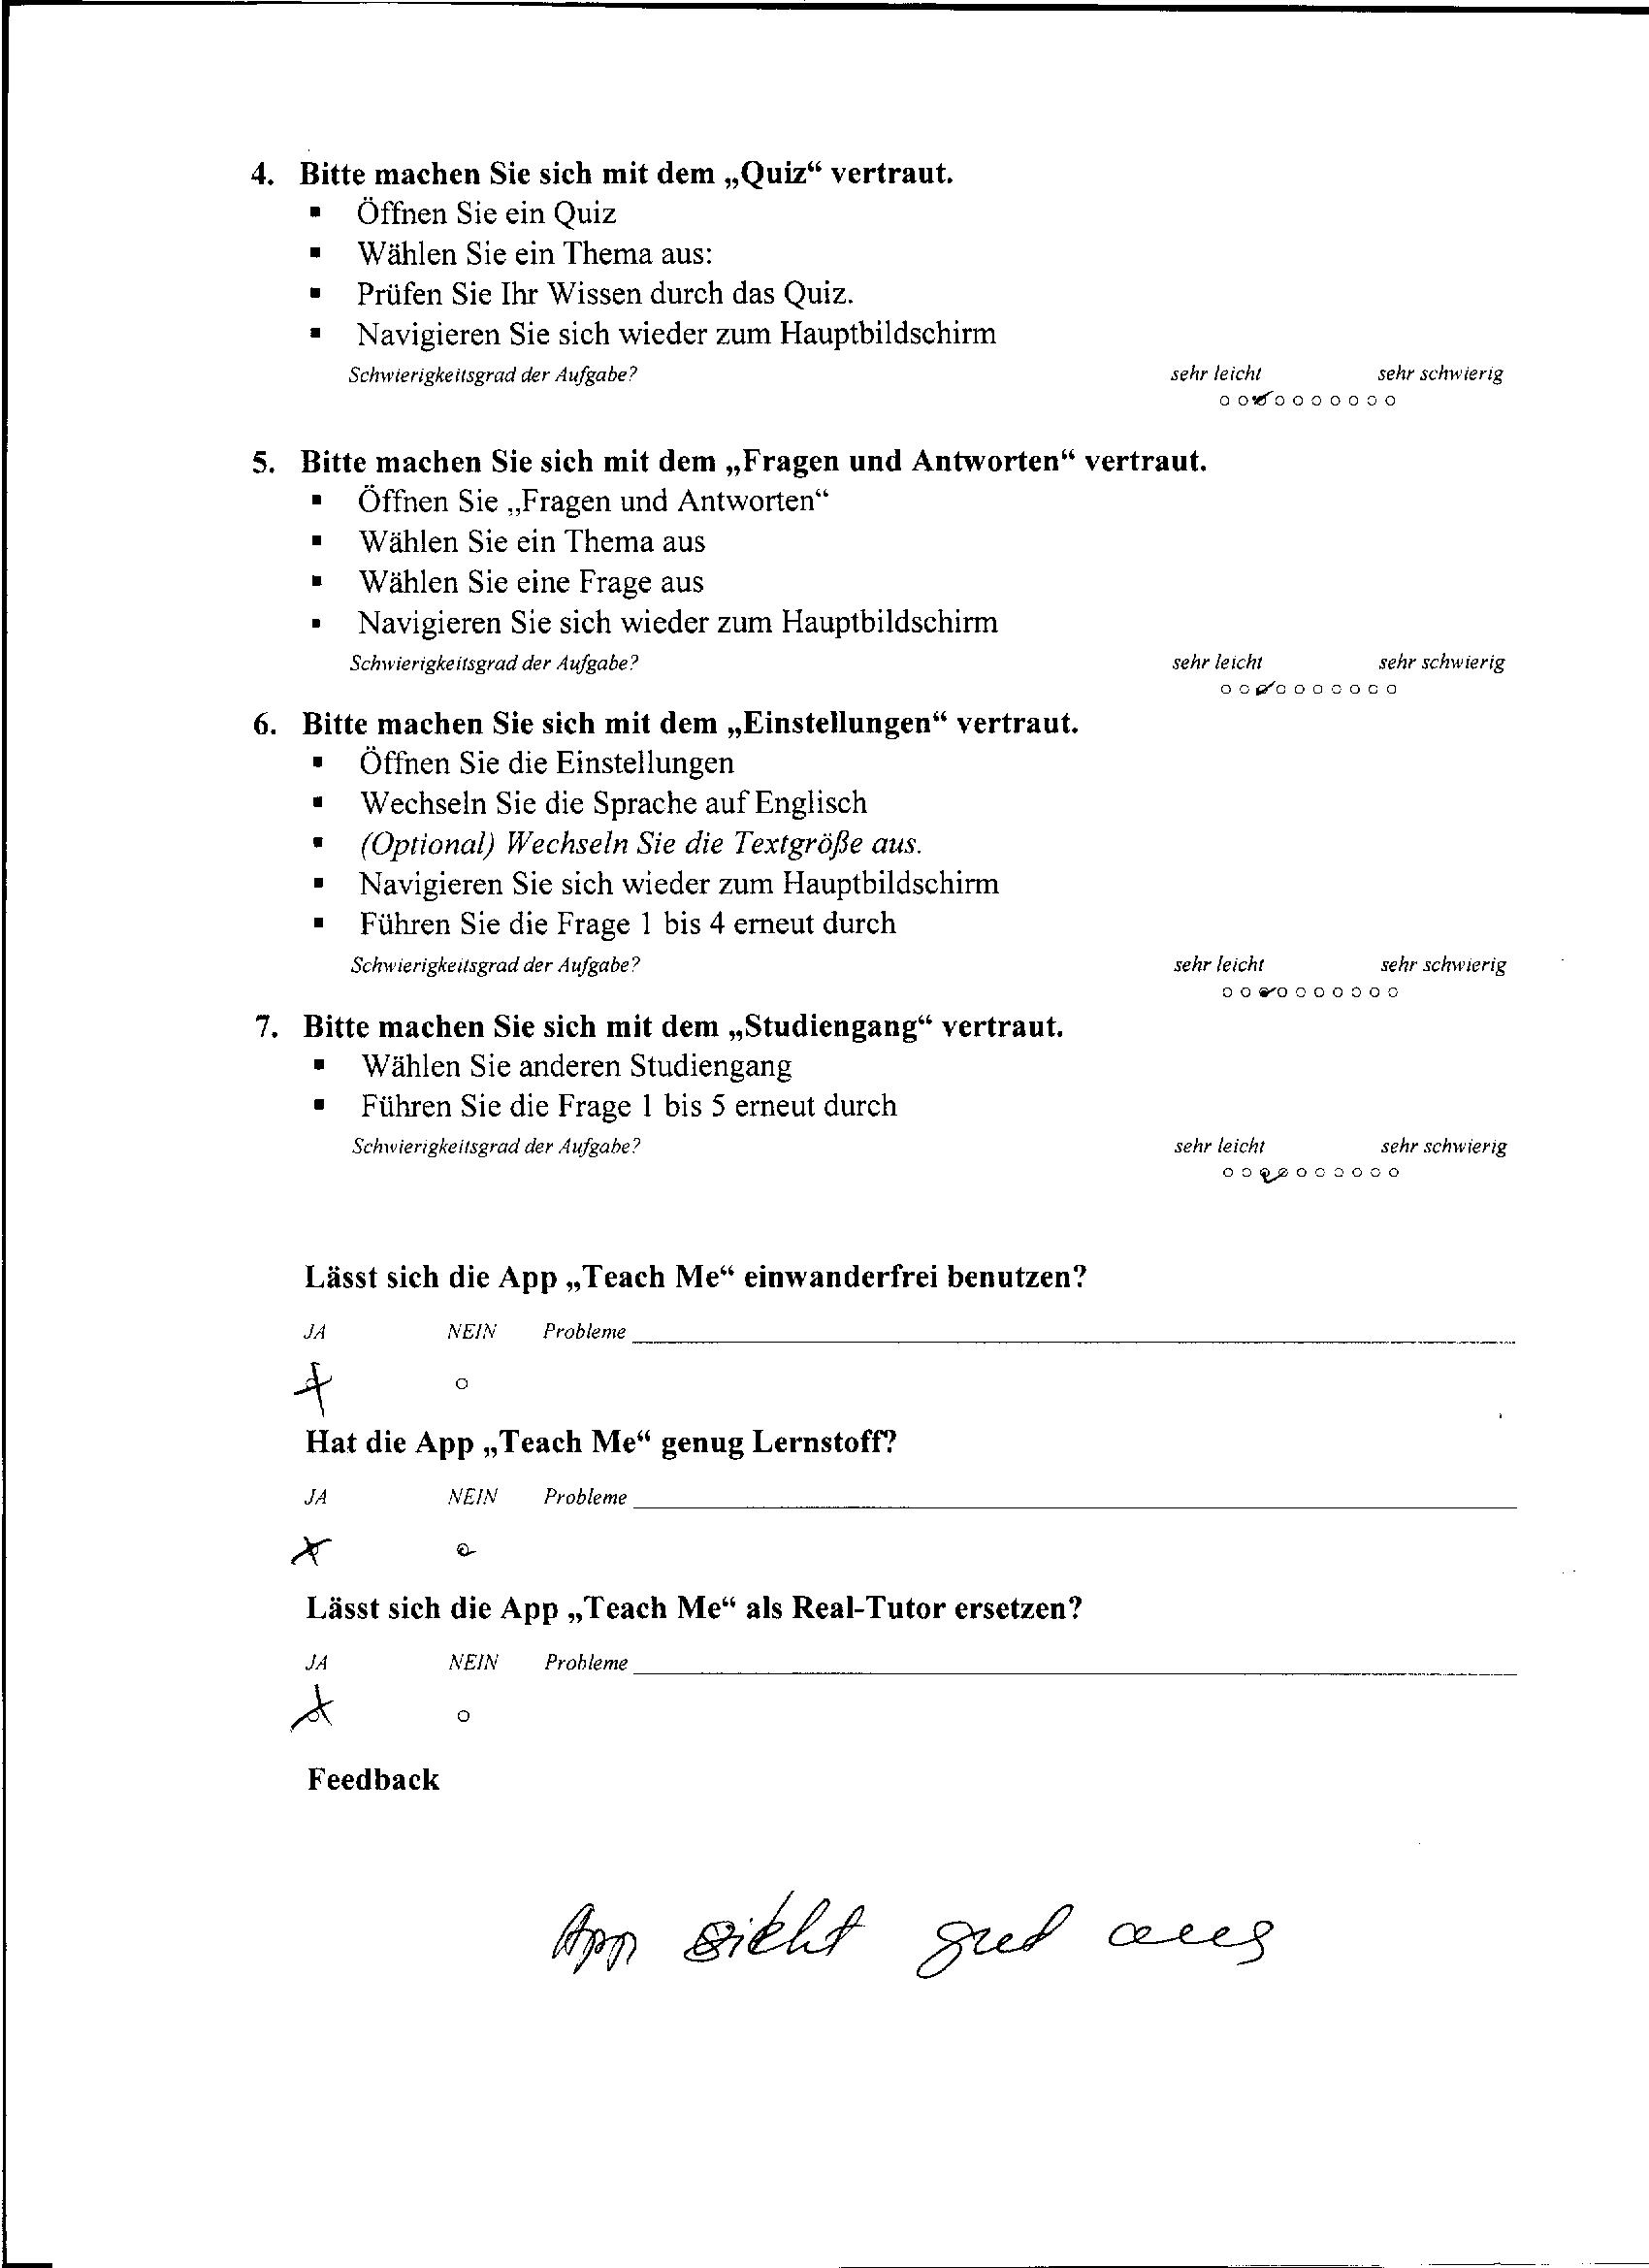 4. Bitte machen Sie sich mit dem „Quiz“ vertraut.
▪ Öffnen Sie ein Quiz
▪ Wählen Sie ein Thema aus:
▪ Prüfen Sie Ihr Wissen durch das Quiz.
▪ Navigieren Sie sich wieder zum Hauptbildschirm
Schwierigkeitsgrad der Aufgabe? sehr leicht sehr schwierig
5. Bitte machen Sie sich mit dem „Fragen und Antworten“ vertraut.
▪ Öffnen Sie „Fragen und Antworten“
▪ Wählen Sie ein Thema aus
▪ Wählen Sie eine Frage aus
▪ Navigieren Sie sich wieder zum Hauptbildschirm
Schwierigkeitsgrad der Aufgabe? sehr leicht sehr schwierig
6. Bitte machen Sie sich mit dem „Einstellungen“ vertraut.
▪ Öffnen Sie die Einstellungen
▪ Wechseln Sie die Sprache auf Englisch
▪ (Optional) Wechseln Sie die Textgröße aus.
▪ Navigieren Sie sich wieder zum Hauptbildschirm
▪ Führen Sie die Frage 1 bis 4 erneut durch
Schwierigkeitsgrad der Aufgabe? sehr leicht sehr schwierig
7. Bitte machen Sie sich mit dem „Studiengang“ vertraut.
▪ Wählen Sie anderen Studiengang
▪ Führen Sie die Frage 1 bis 5 erneut durch
Schwierigkeitsgrad der Aufgabe? sehr leicht sehr schwierig
Lässt sich die App „Teach Me“ einwanderfrei benutzen?
JA NEIN Probleme
Hat die App „Teach Me“ genug Lernstoff?
JA NEIN Probleme
Lässt sich die App „Teach Me“ als Real-Tutor ersetzen?
JA NEIN Probleme
Feedback
App sieht gut aus